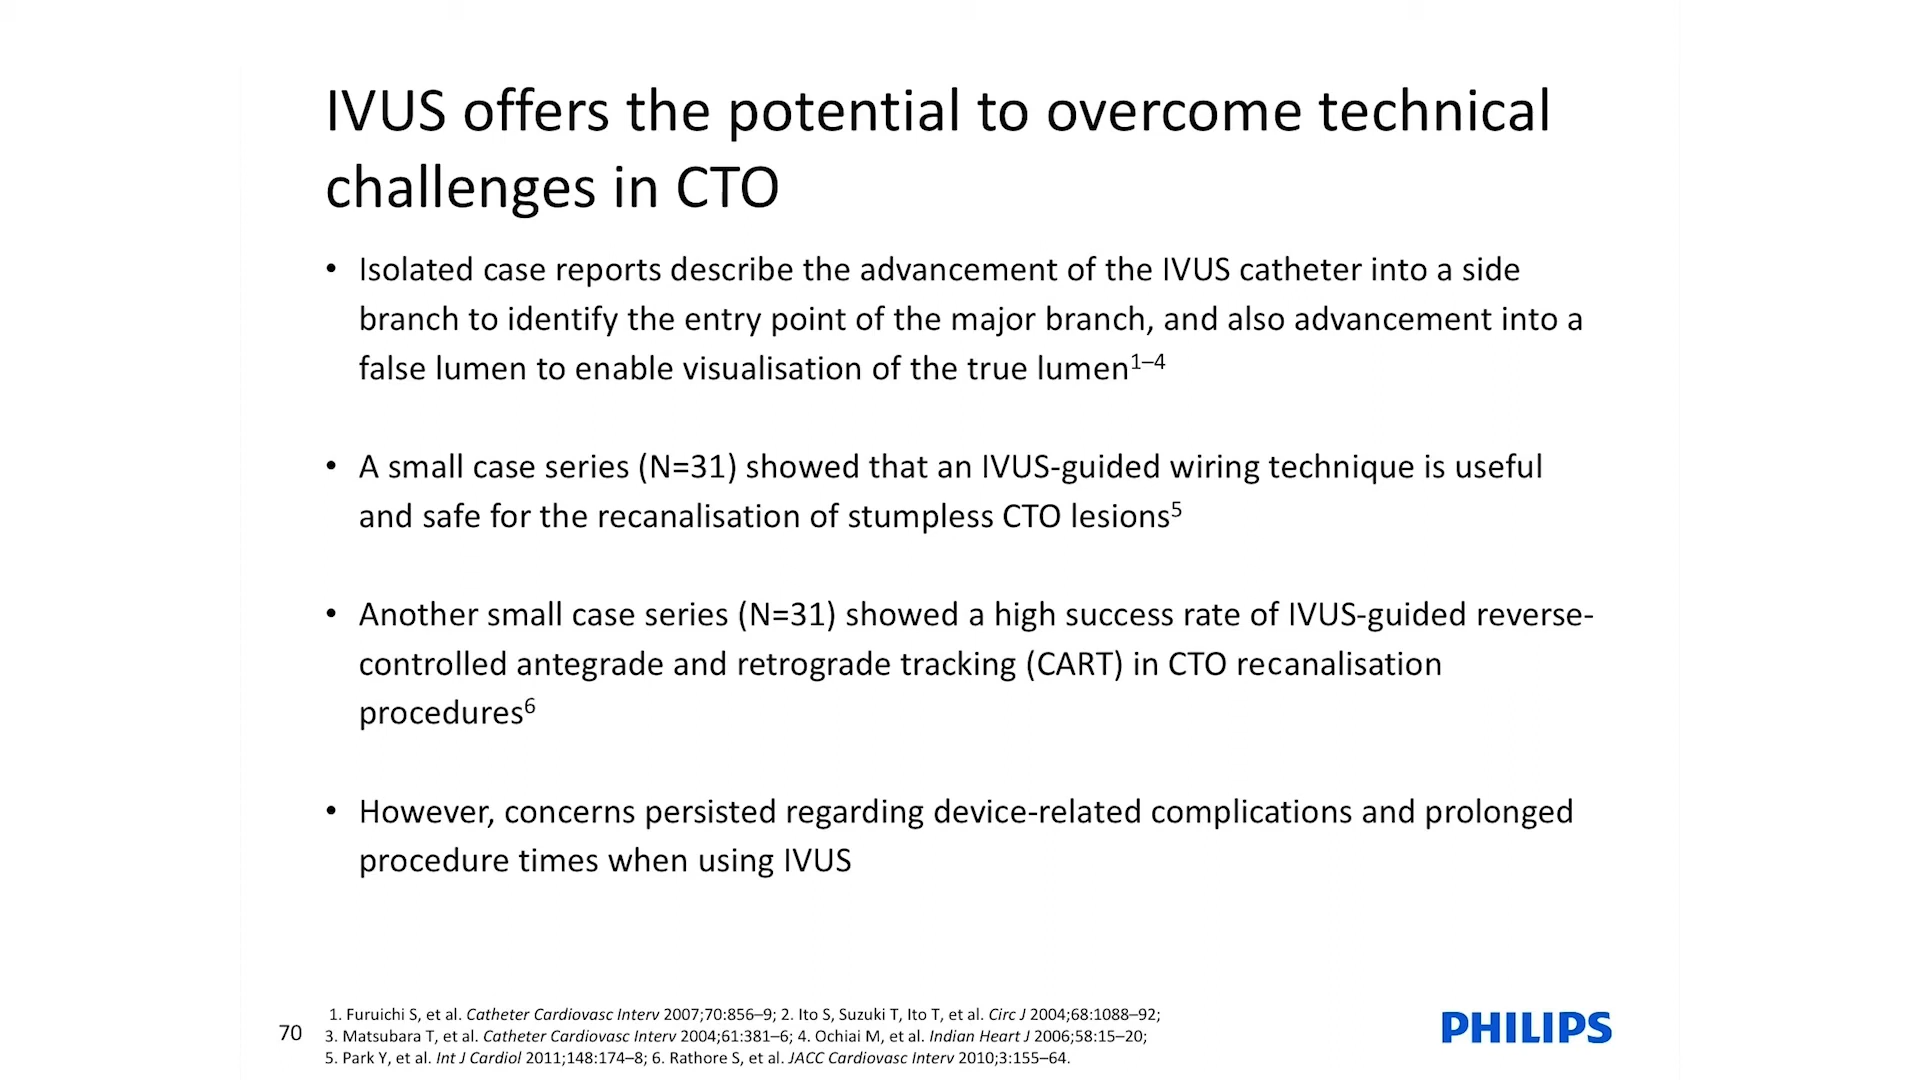 IVUS offers the potential to overcome technical
challenges in CTO
• Isolated case reports describe the advancement of the IVUS catheter into a side
branch to identify the entry point of the major branch, and also advancement into a
false lumen to enable visualisation of the true lumen¹⁻⁴
• A small case series (N=31) showed that an IVUS-guided wiring technique is useful
and safe for the recanalisation of stumpless CTO lesions⁵
• Another small case series (N=31) showed a high success rate of IVUS-guided reverse-
controlled antegrade and retrograde tracking (CART) in CTO recanalisation
procedures⁶
• However, concerns persisted regarding device-related complications and prolonged
procedure times when using IVUS
1. Furuichi S, et al. Catheter Cardiovasc Interv 2007;70:856–9; 2. Ito S, Suzuki T, Ito T, et al. Circ J 2004;68:1088–92;
3. Matsubara T, et al. Catheter Cardiovasc Interv 2004;61:381–6; 4. Ochiai M, et al. Indian Heart J 2006;58:15–20;
5. Park Y, et al. Int J Cardiol 2011;148:174–8; 6. Rathore S, et al. JACC Cardiovasc Interv 2010;3:155–64.
70
PHILIPS